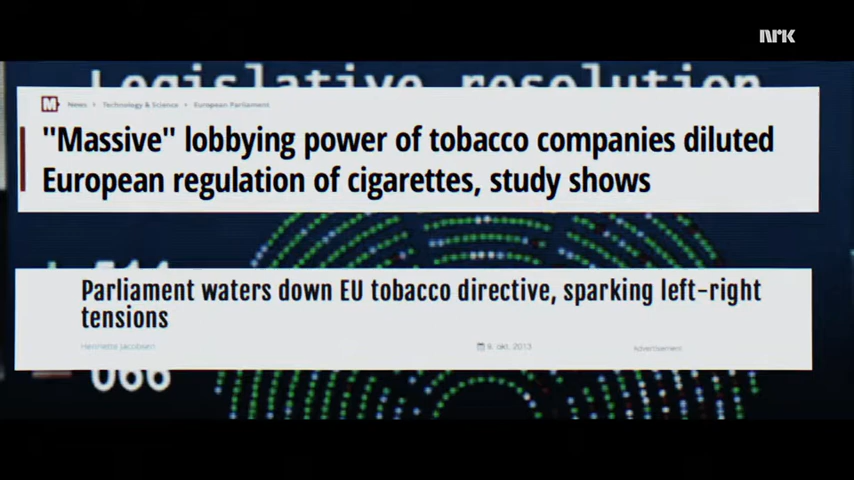 nrk
Legislative resolution
M News > Technology & Science > European Parliament
"Massive" lobbying power of tobacco companies diluted
European regulation of cigarettes, study shows
Parliament waters down EU tobacco directive, sparking left-right
tensions
Henriette Jacobsen 8. okt. 2013 Advertisement
066